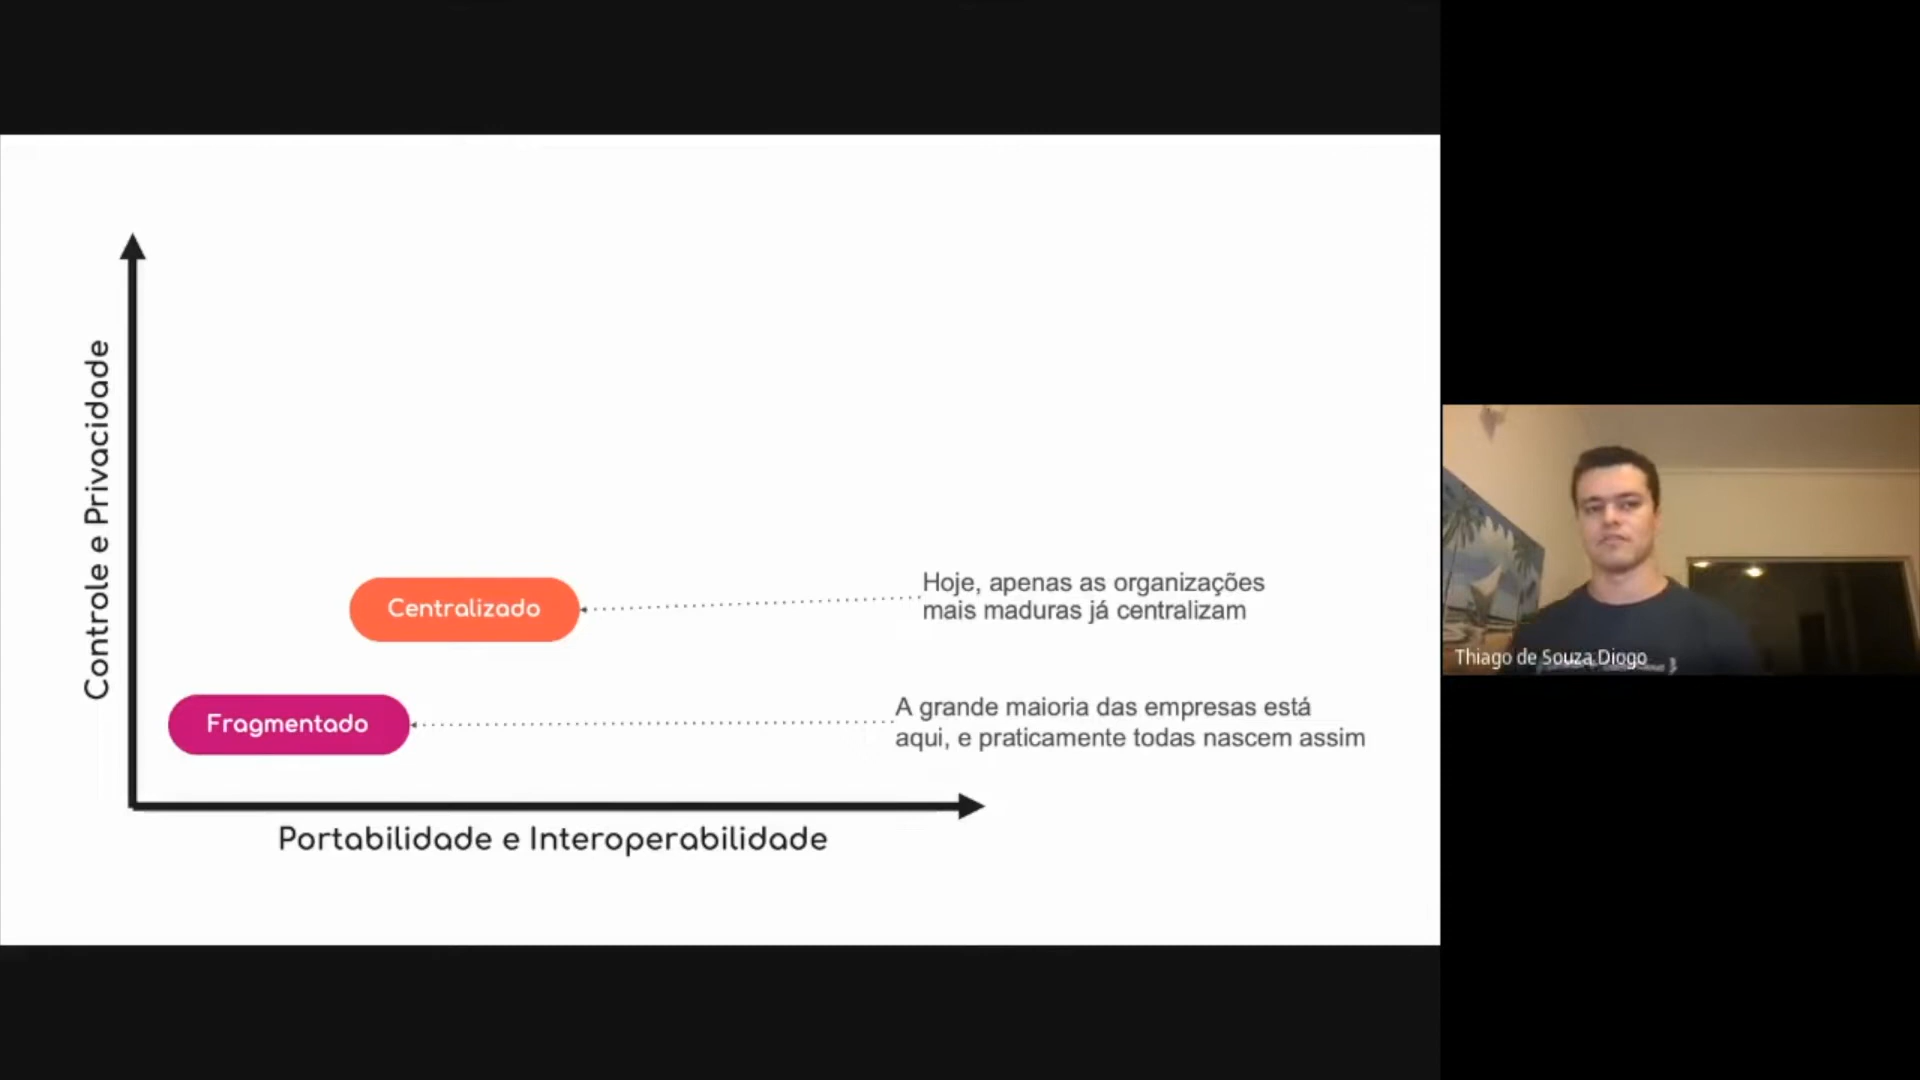 Controle e Privacidade
Centralizado
Hoje, apenas as organizações
mais maduras já centralizam
Fragmentado
A grande maioria das empresas está
aqui, e praticamente todas nascem assim
Portabilidade e Interoperabilidade
Thiago de Souza Diogo